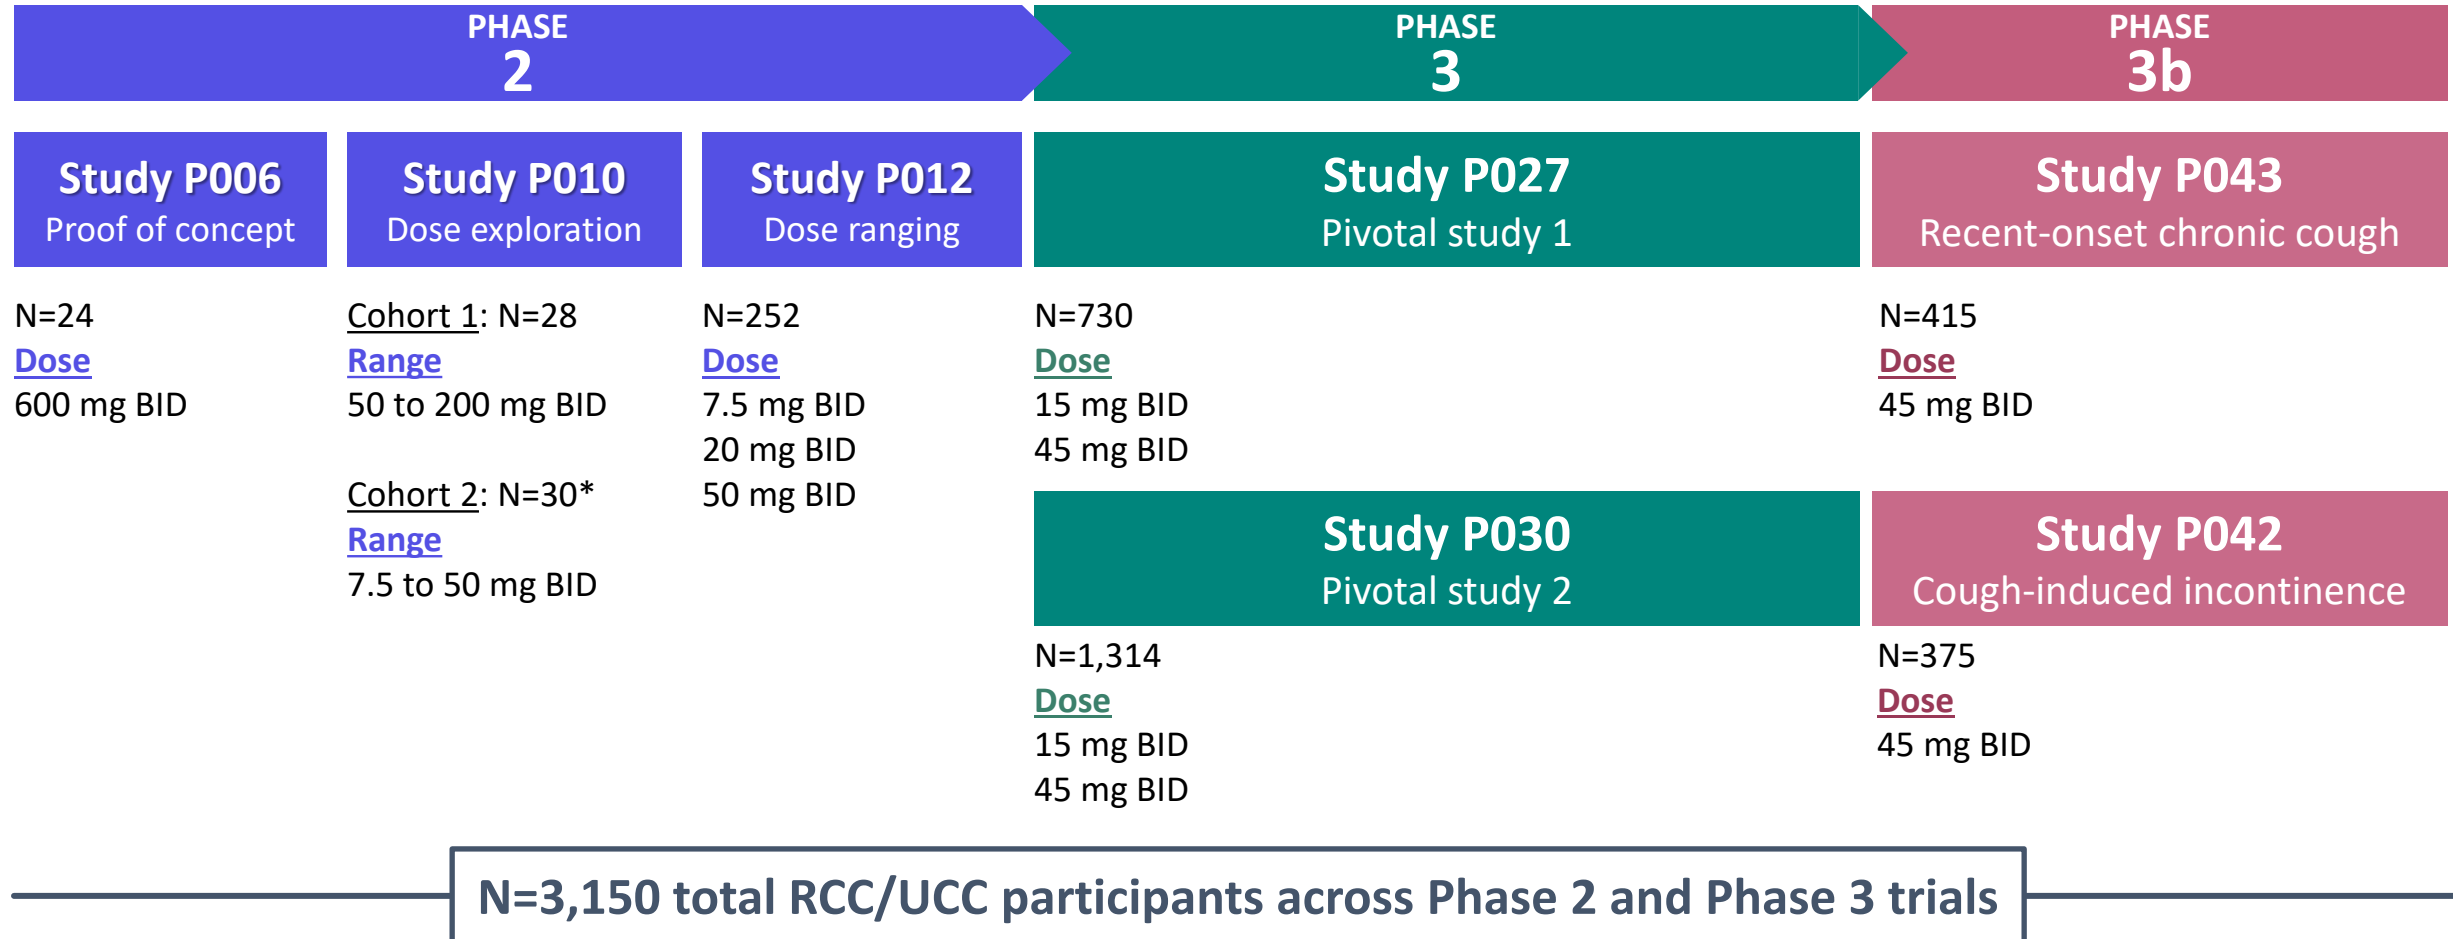 PHASE
2
PHASE
3
PHASE
3b
Study P006
Proof of concept
N=24
Dose
600 mg BID
Study P010
Dose exploration
Cohort 1: N=28
Range
50 to 200 mg BID
Cohort 2: N=30*
Range
7.5 to 50 mg BID
Study P012
Dose ranging
N=252
Dose
7.5 mg BID
20 mg BID
50 mg BID
Study P027
Pivotal study 1
N=730
Dose
15 mg BID
45 mg BID
Study P030
Pivotal study 2
N=1,314
Dose
15 mg BID
45 mg BID
Study P043
Recent-onset chronic cough
N=415
Dose
45 mg BID
Study P042
Cough-induced incontinence
N=375
Dose
45 mg BID
N=3,150 total RCC/UCC participants across Phase 2 and Phase 3 trials